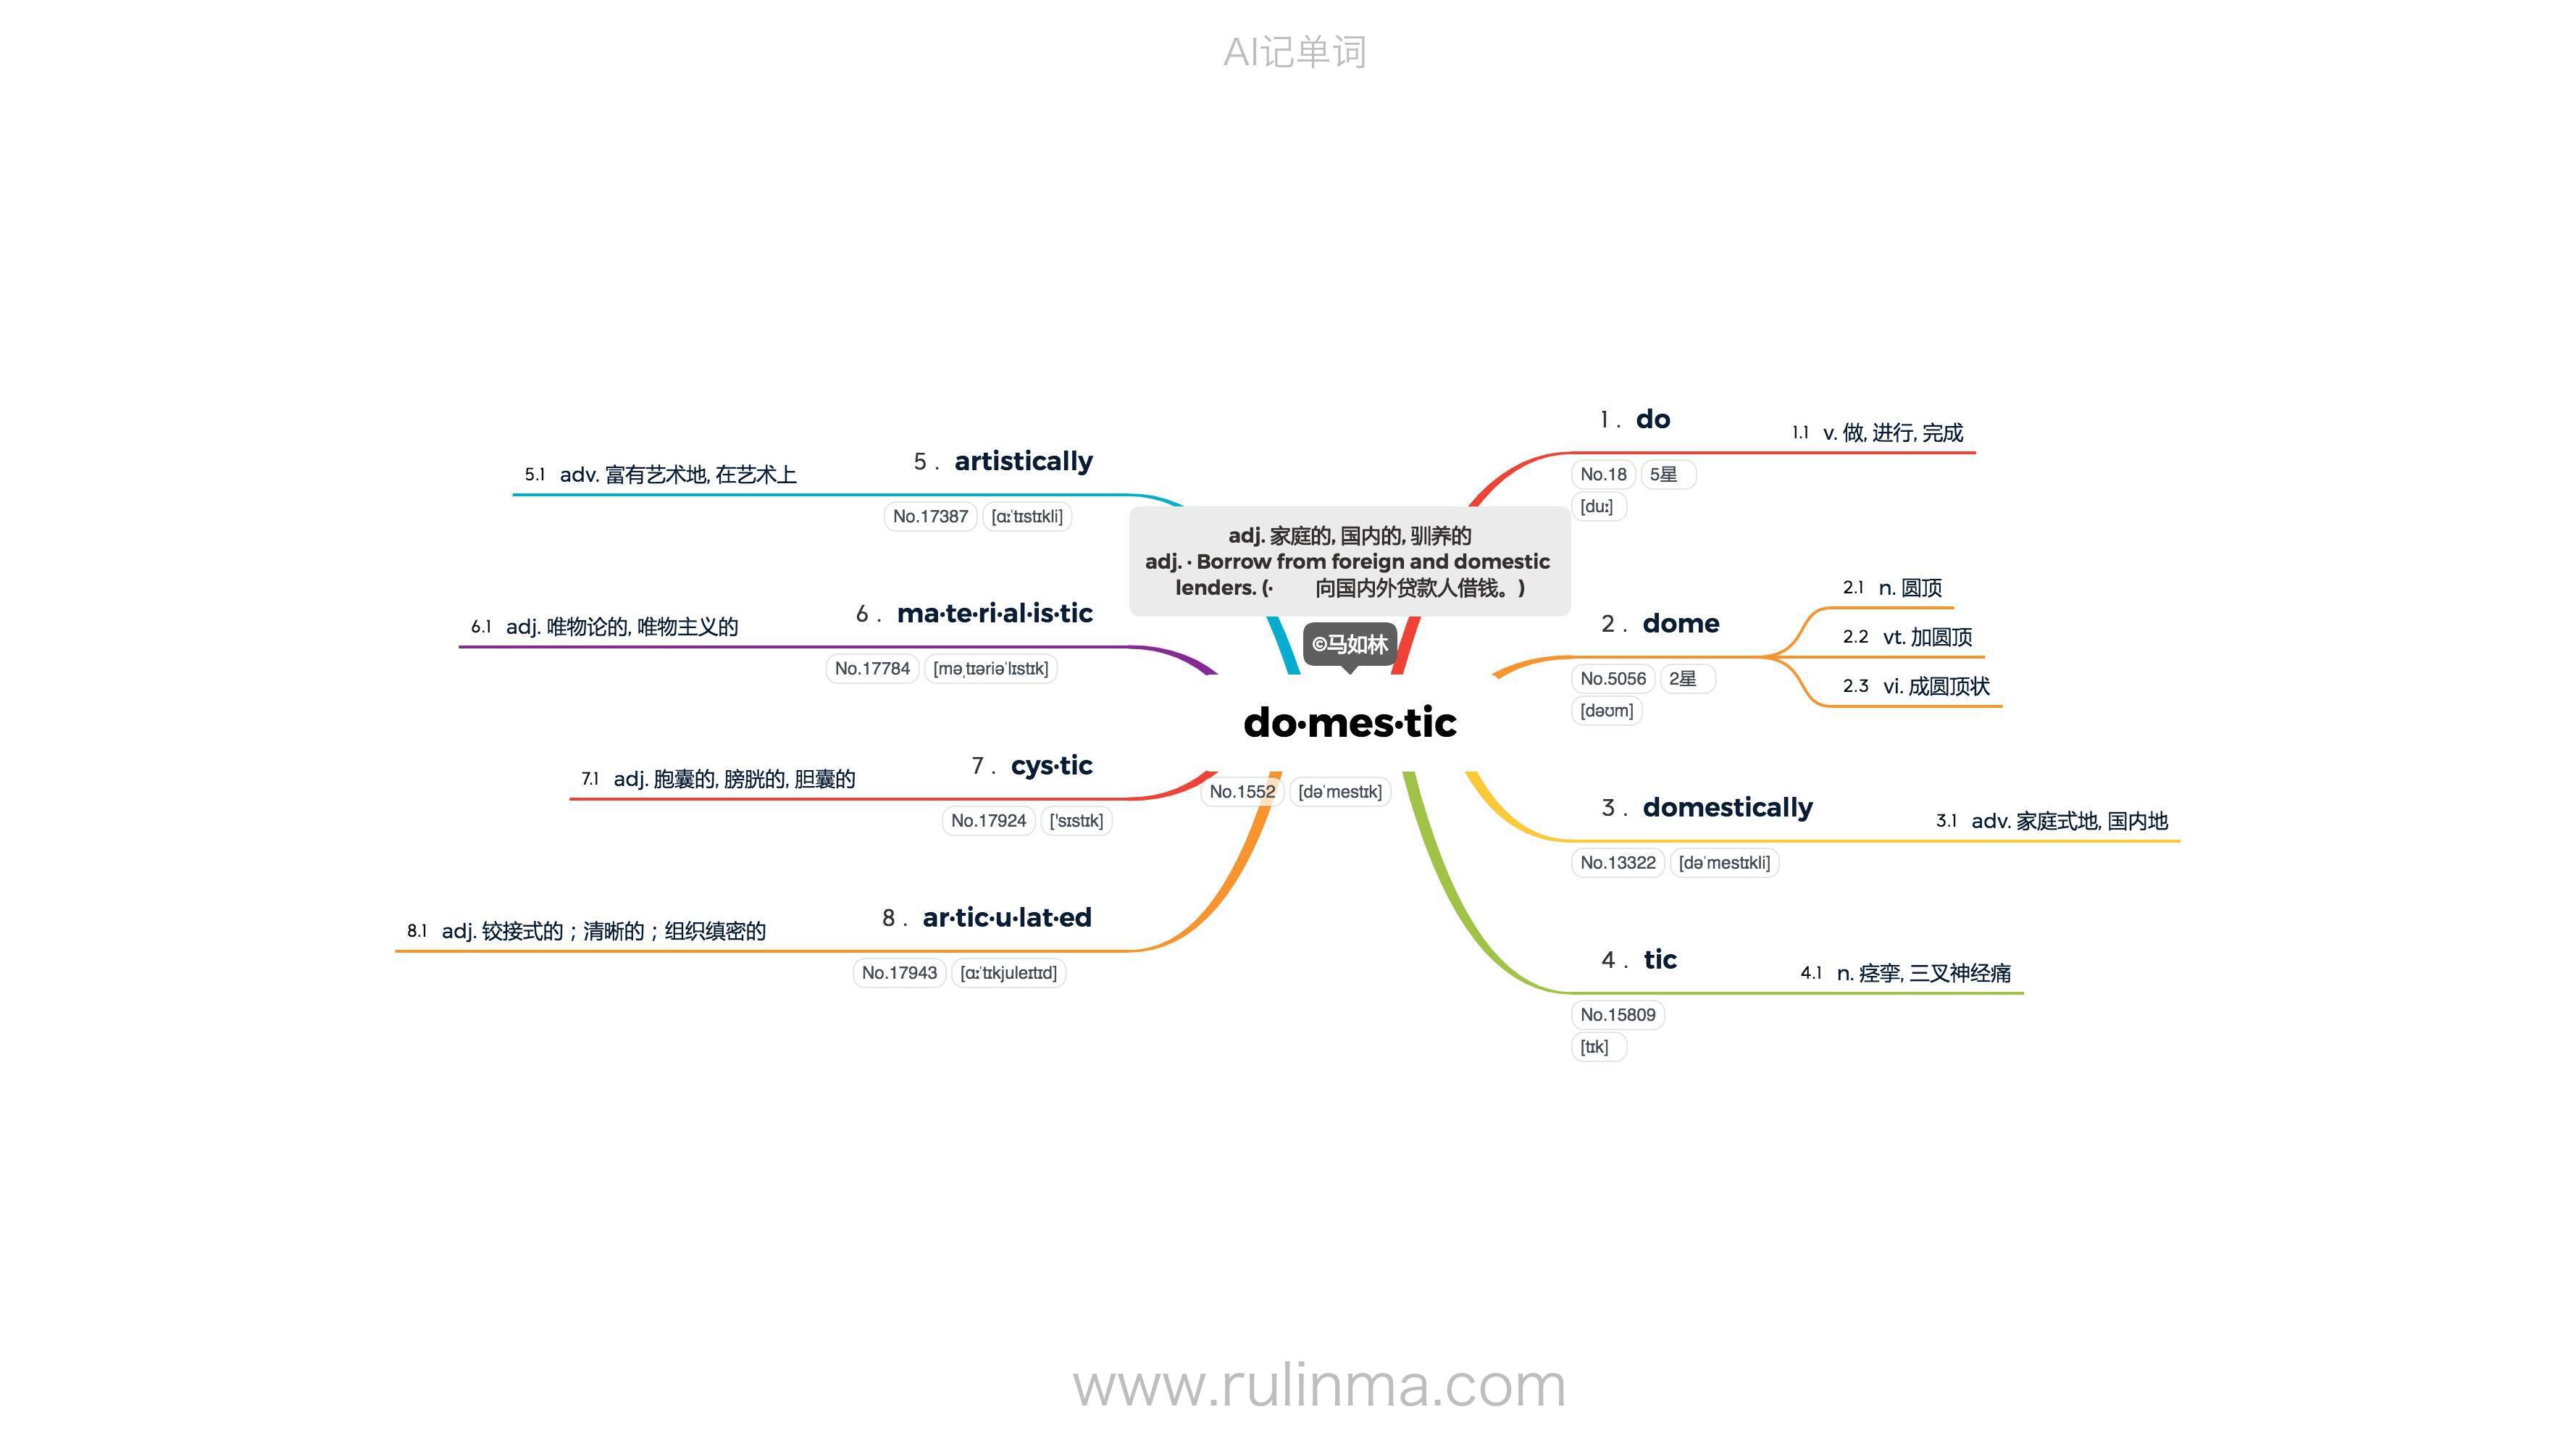 AI记单词
adj. 家庭的, 国内的, 驯养的
adj. · Borrow from foreign and domestic
lenders. (· 向国内外贷款人借钱。)
©马如林
do·mes·tic
No.1552 [dəˈmestɪk]
1 . do
1.1 v. 做, 进行, 完成
No.18 5星
[duː]
2 . dome
2.1 n. 圆顶
2.2 vt. 加圆顶
2.3 vi. 成圆顶状
No.5056 2星
[dəʊm]
3 . domestically
3.1 adv. 家庭式地, 国内地
No.13322 [dəˈmestɪkli]
4 . tic
4.1 n. 痉挛, 三叉神经痛
No.15809
[tɪk]
5 . artistically
5.1 adv. 富有艺术地, 在艺术上
No.17387 [ɑːˈtɪstɪkli]
6 . ma·te·ri·al·is·tic
6.1 adj. 唯物论的, 唯物主义的
No.17784 [məˌtɪəriəˈlɪstɪk]
7 . cys·tic
7.1 adj. 胞囊的, 膀胱的, 胆囊的
No.17924 ['sɪstɪk]
8 . ar·tic·u·lat·ed
8.1 adj. 铰接式的；清晰的；组织缜密的
No.17943 [ɑːˈtɪkjuleɪtɪd]
www.rulinma.com